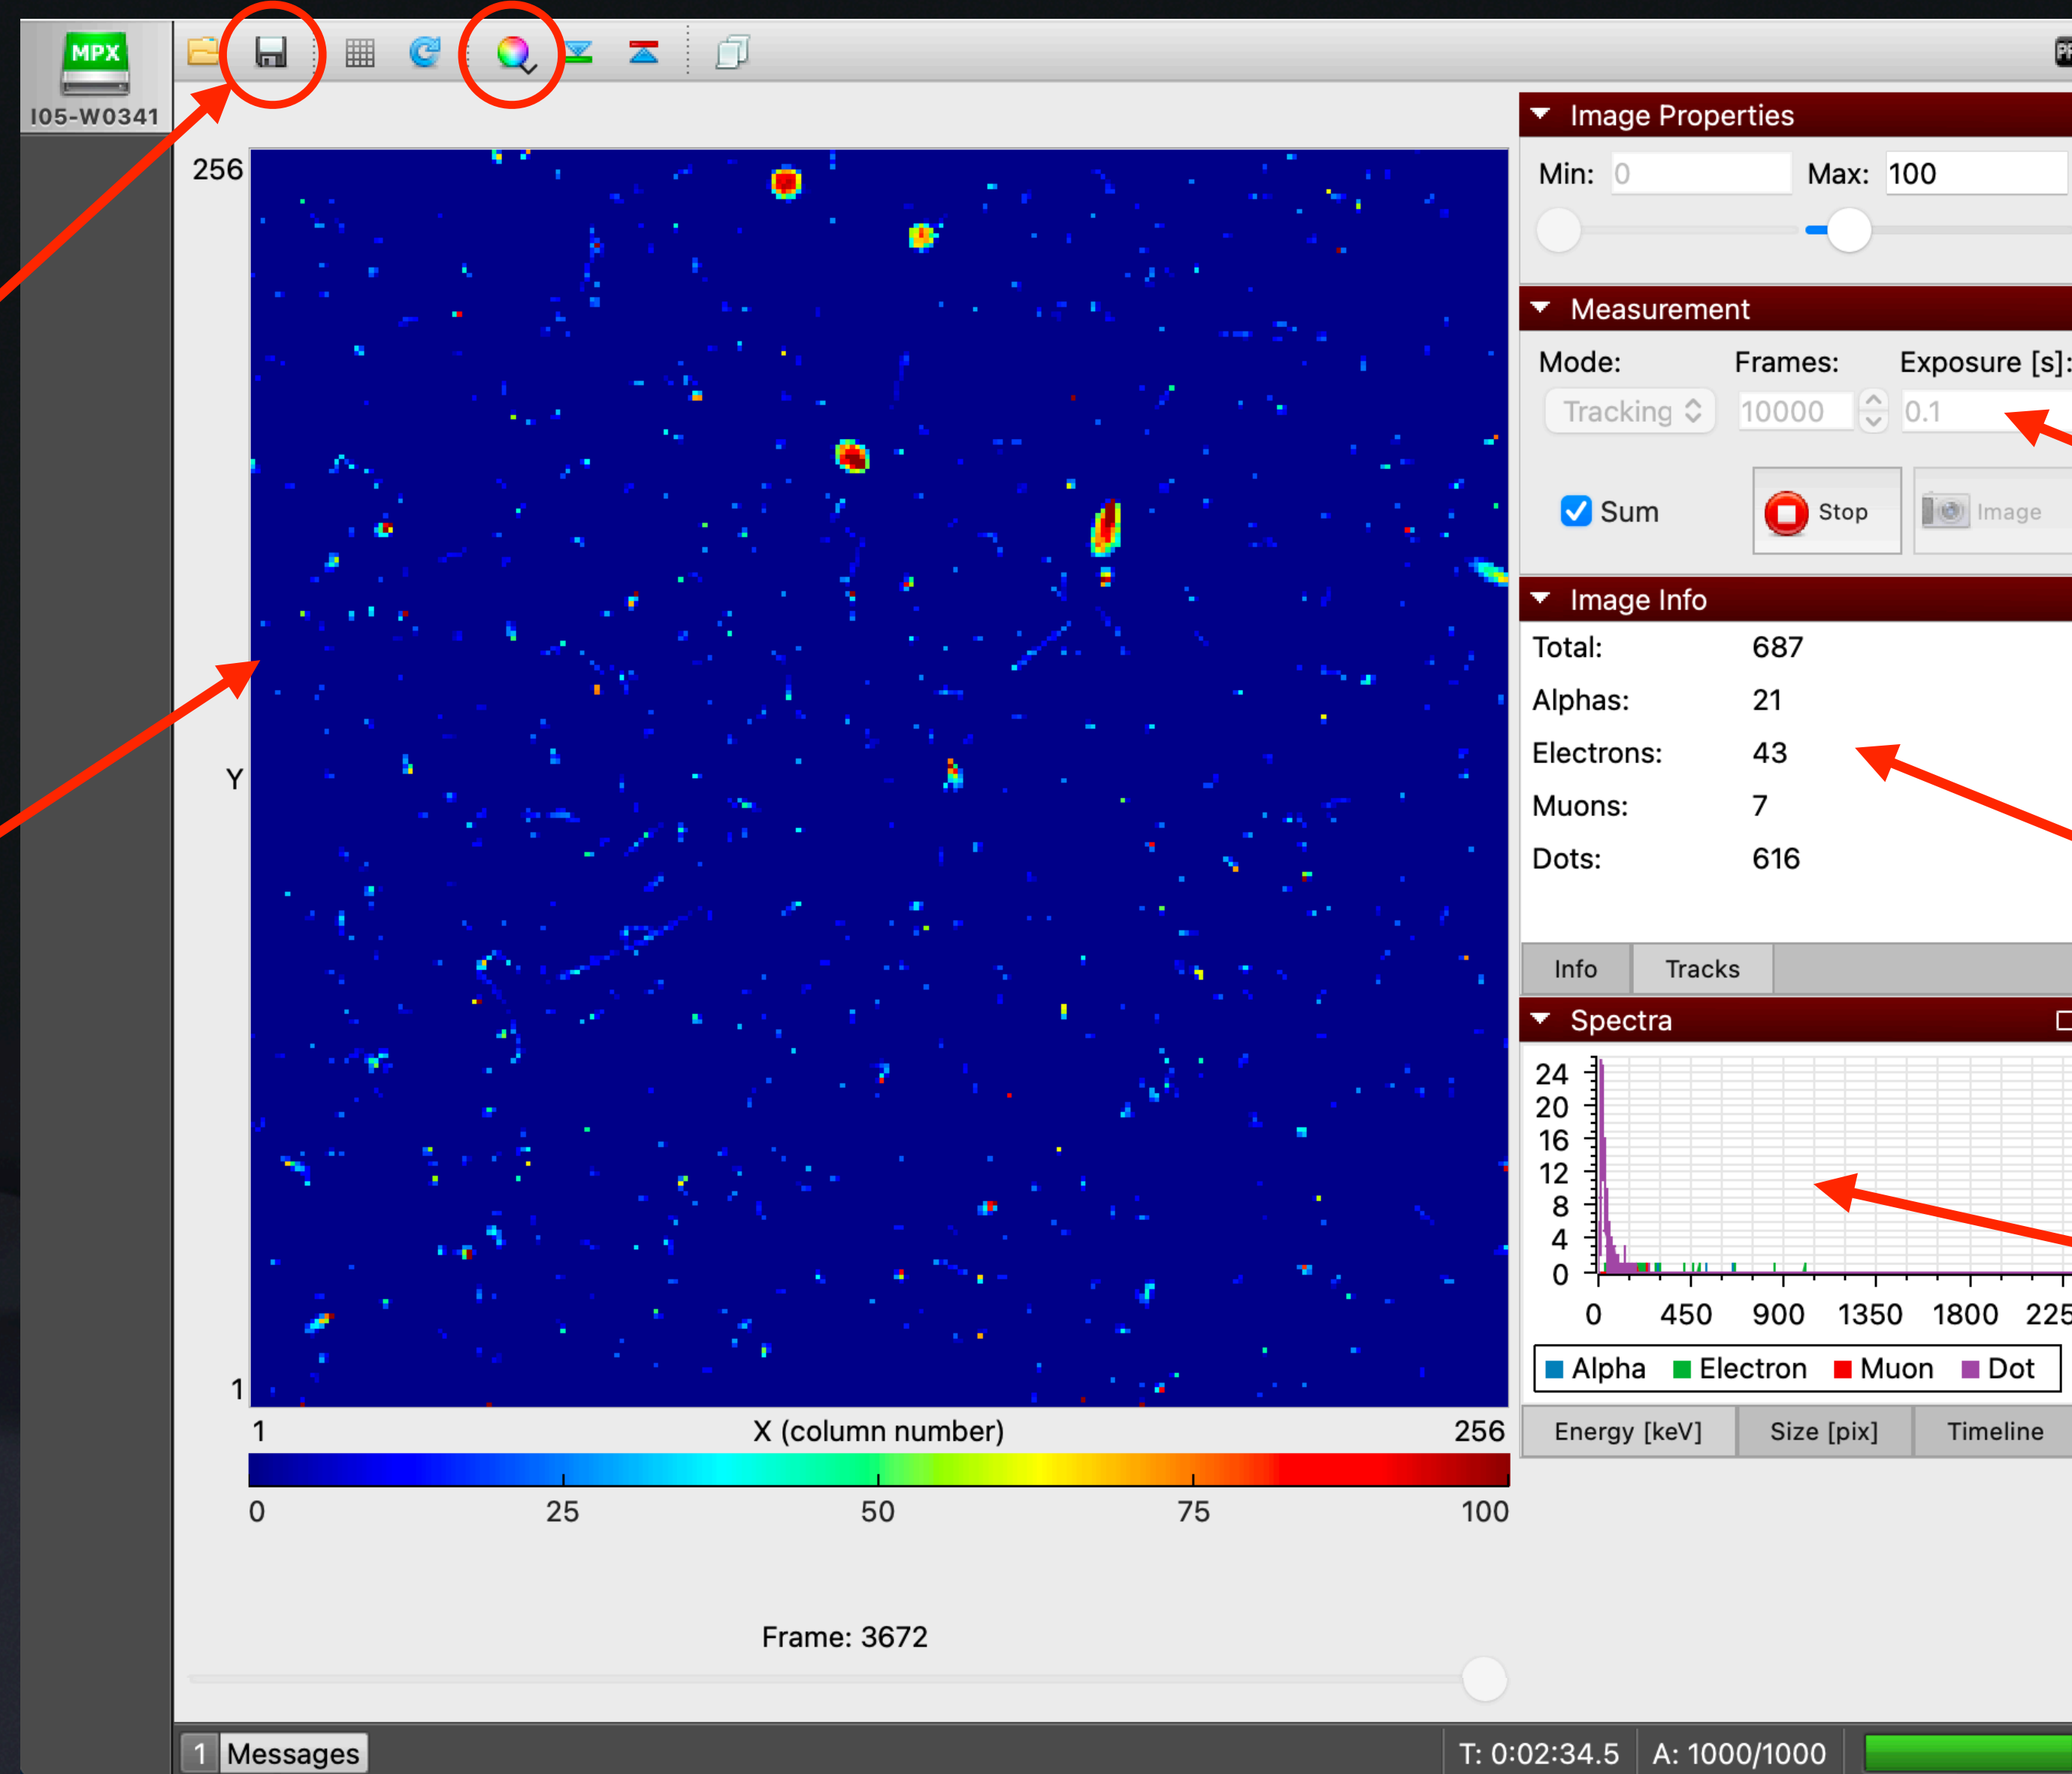 MPX
I05-W0341
256
Y
1
1 X (column number) 256
0 25 50 75 100
Frame: 3672
Image Properties
Min: 0 Max: 100
Measurement
Mode: Frames: Exposure [s]:
Tracking 10000 0.1
Sum Stop Image
Image Info
Total: 687
Alphas: 21
Electrons: 43
Muons: 7
Dots: 616
Info Tracks
Spectra
24
20
16
12
8
4
0
0 450 900 1350 1800 225
Alpha Electron Muon Dot
Energy [keV] Size [pix] Timeline
1 Messages T: 0:02:34.5 A: 1000/1000